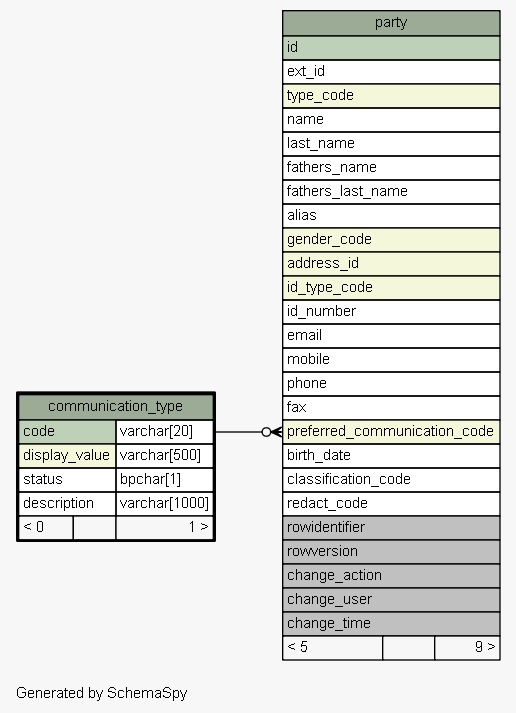 party
id
ext_id
type_code
name
last_name
fathers_name
fathers_last_name
alias
gender_code
address_id
id_type_code
id_number
email
mobile
phone
fax
preferred_communication_code
birth_date
classification_code
redact_code
rowidentifier
rowversion
change_action
change_user
change_time
< 5 9 >
communication_type
code varchar[20]
display_value varchar[500]
status bpchar[1]
description varchar[1000]
< 0 1 >
Generated by SchemaSpy